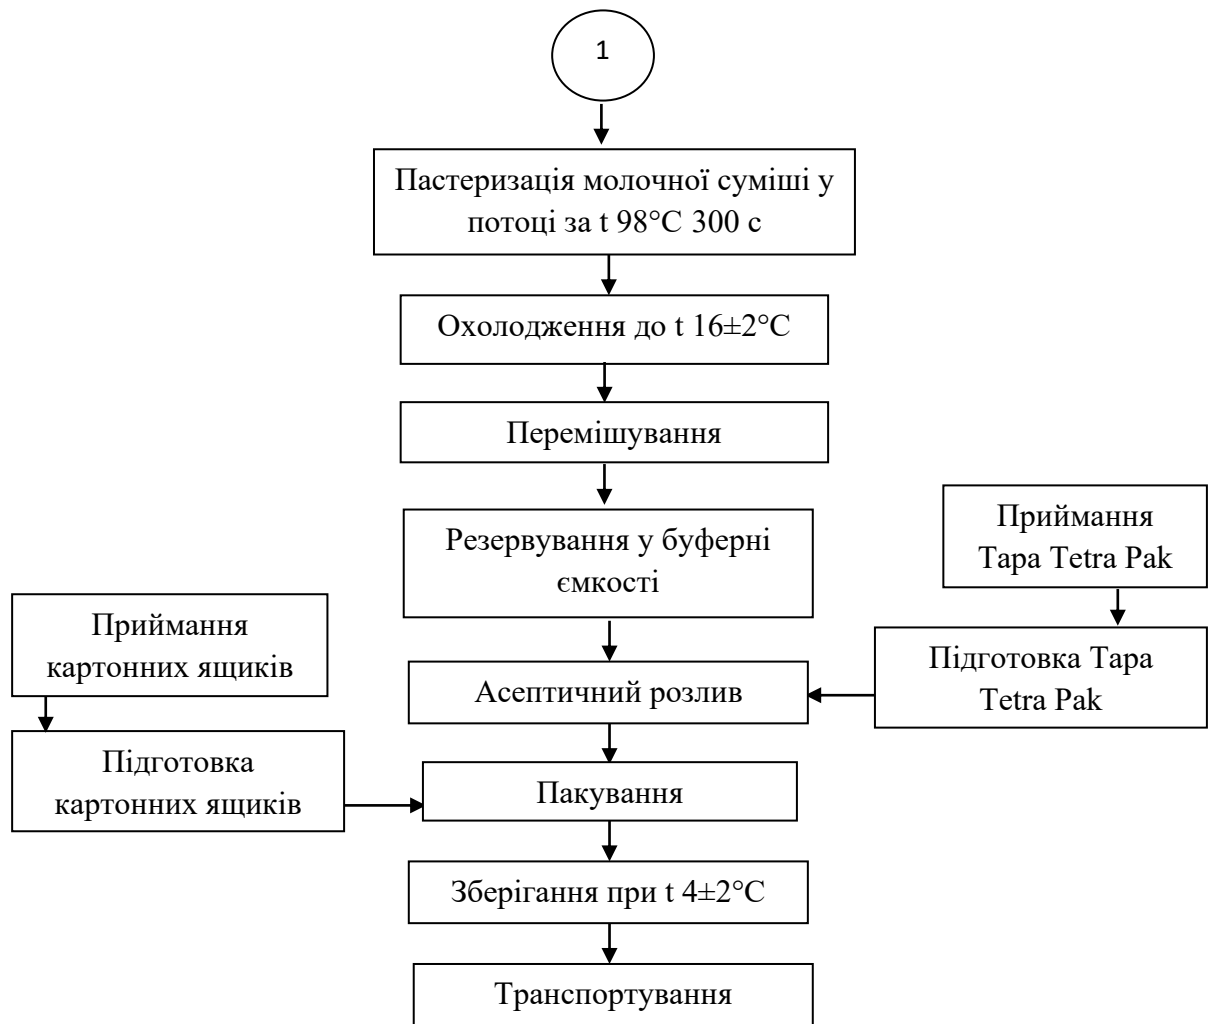 1
Пастеризація молочної суміші у
потоці за t 98°C 300 с
Охолодження до t 16±2°C
Перемішування
Резервування у буферні
ємкості
Приймання
Тара Tetra Pak
Приймання
картонних ящиків
Підготовка Тара
Tetra Pak
Асептичний розлив
Підготовка
картонних ящиків
Пакування
Зберігання при t 4±2°C
Транспортування